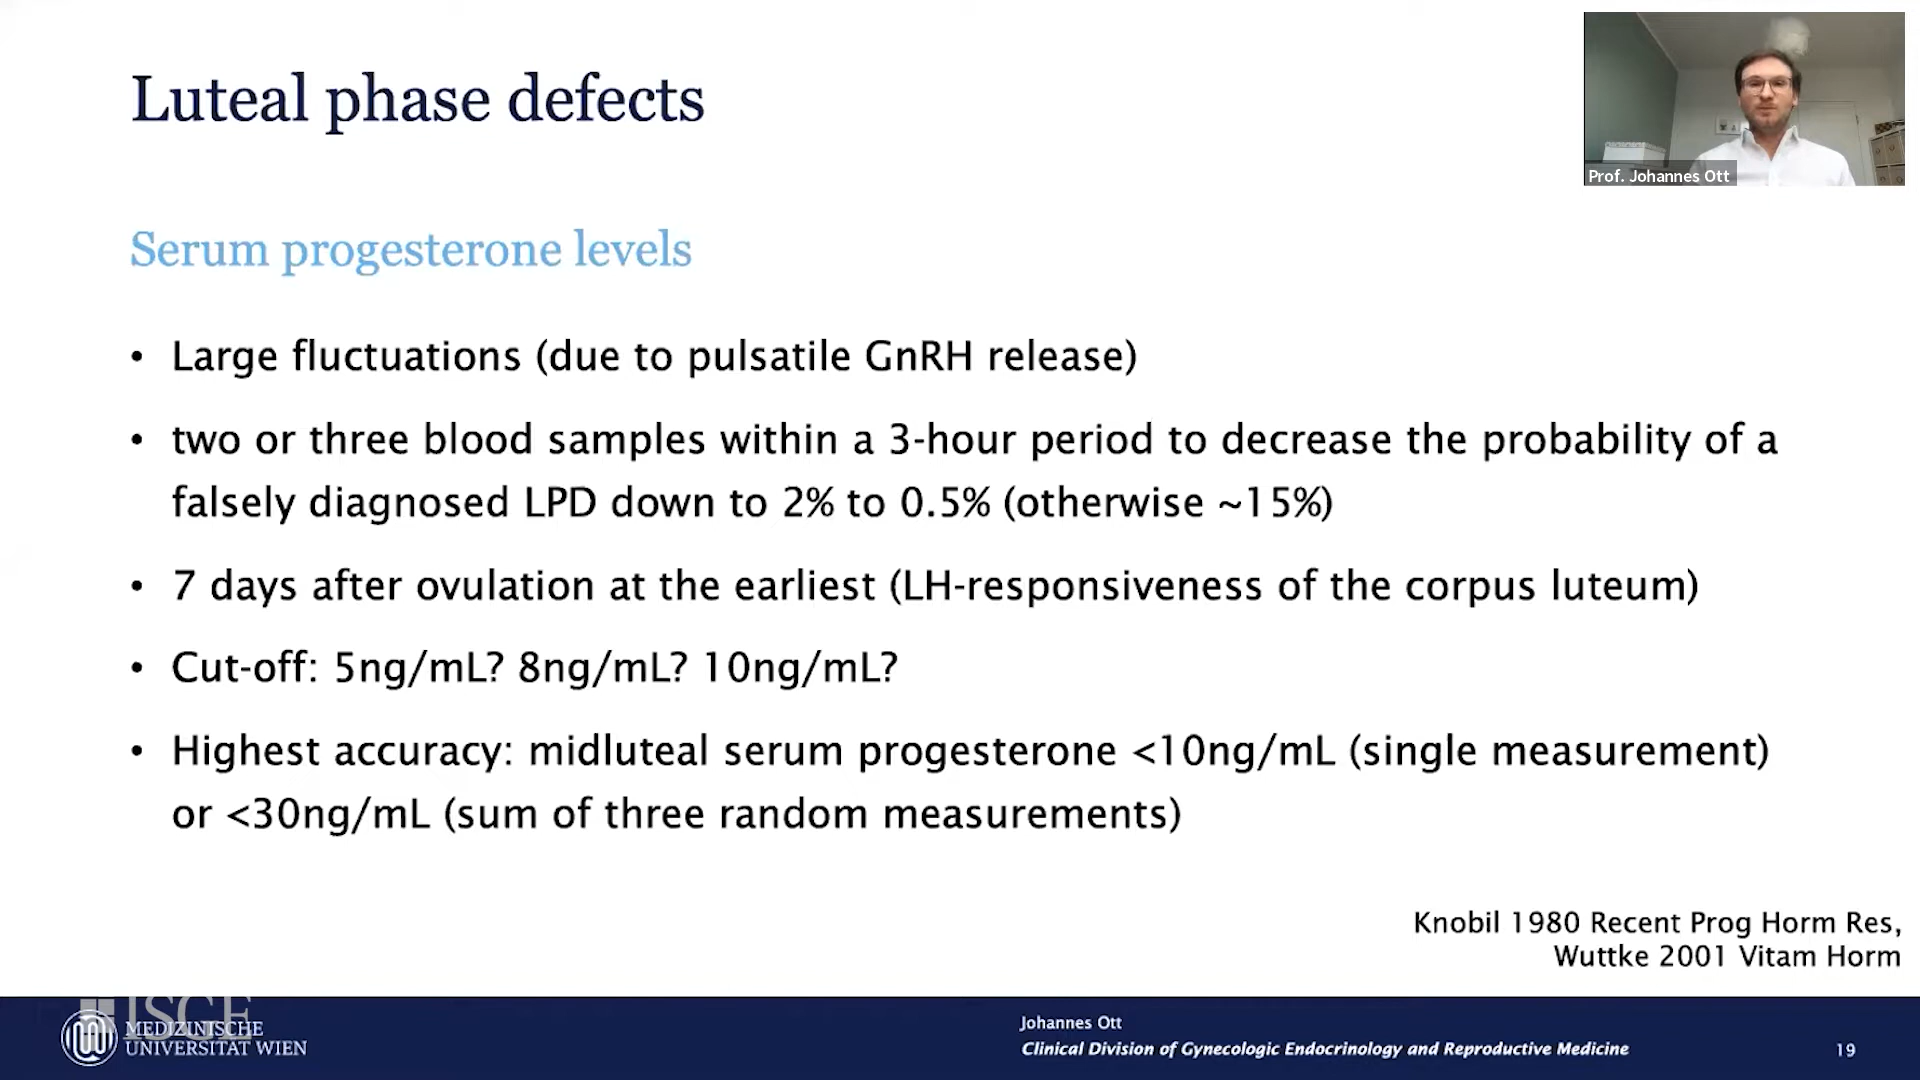 Luteal phase defects
Prof. Johannes Ott
Serum progesterone levels
• Large fluctuations (due to pulsatile GnRH release)
• two or three blood samples within a 3-hour period to decrease the probability of a
falsely diagnosed LPD down to 2% to 0.5% (otherwise ~15%)
• 7 days after ovulation at the earliest (LH-responsiveness of the corpus luteum)
• Cut-off: 5ng/mL? 8ng/mL? 10ng/mL?
• Highest accuracy: midluteal serum progesterone <10ng/mL (single measurement)
or <30ng/mL (sum of three random measurements)
Knobil 1980 Recent Prog Horm Res,
Wuttke 2001 Vitam Horm
ISGE
MEDIZINISCHE
UNIVERSITÄT WIEN
Johannes Ott
Clinical Division of Gynecologic Endocrinology and Reproductive Medicine
19